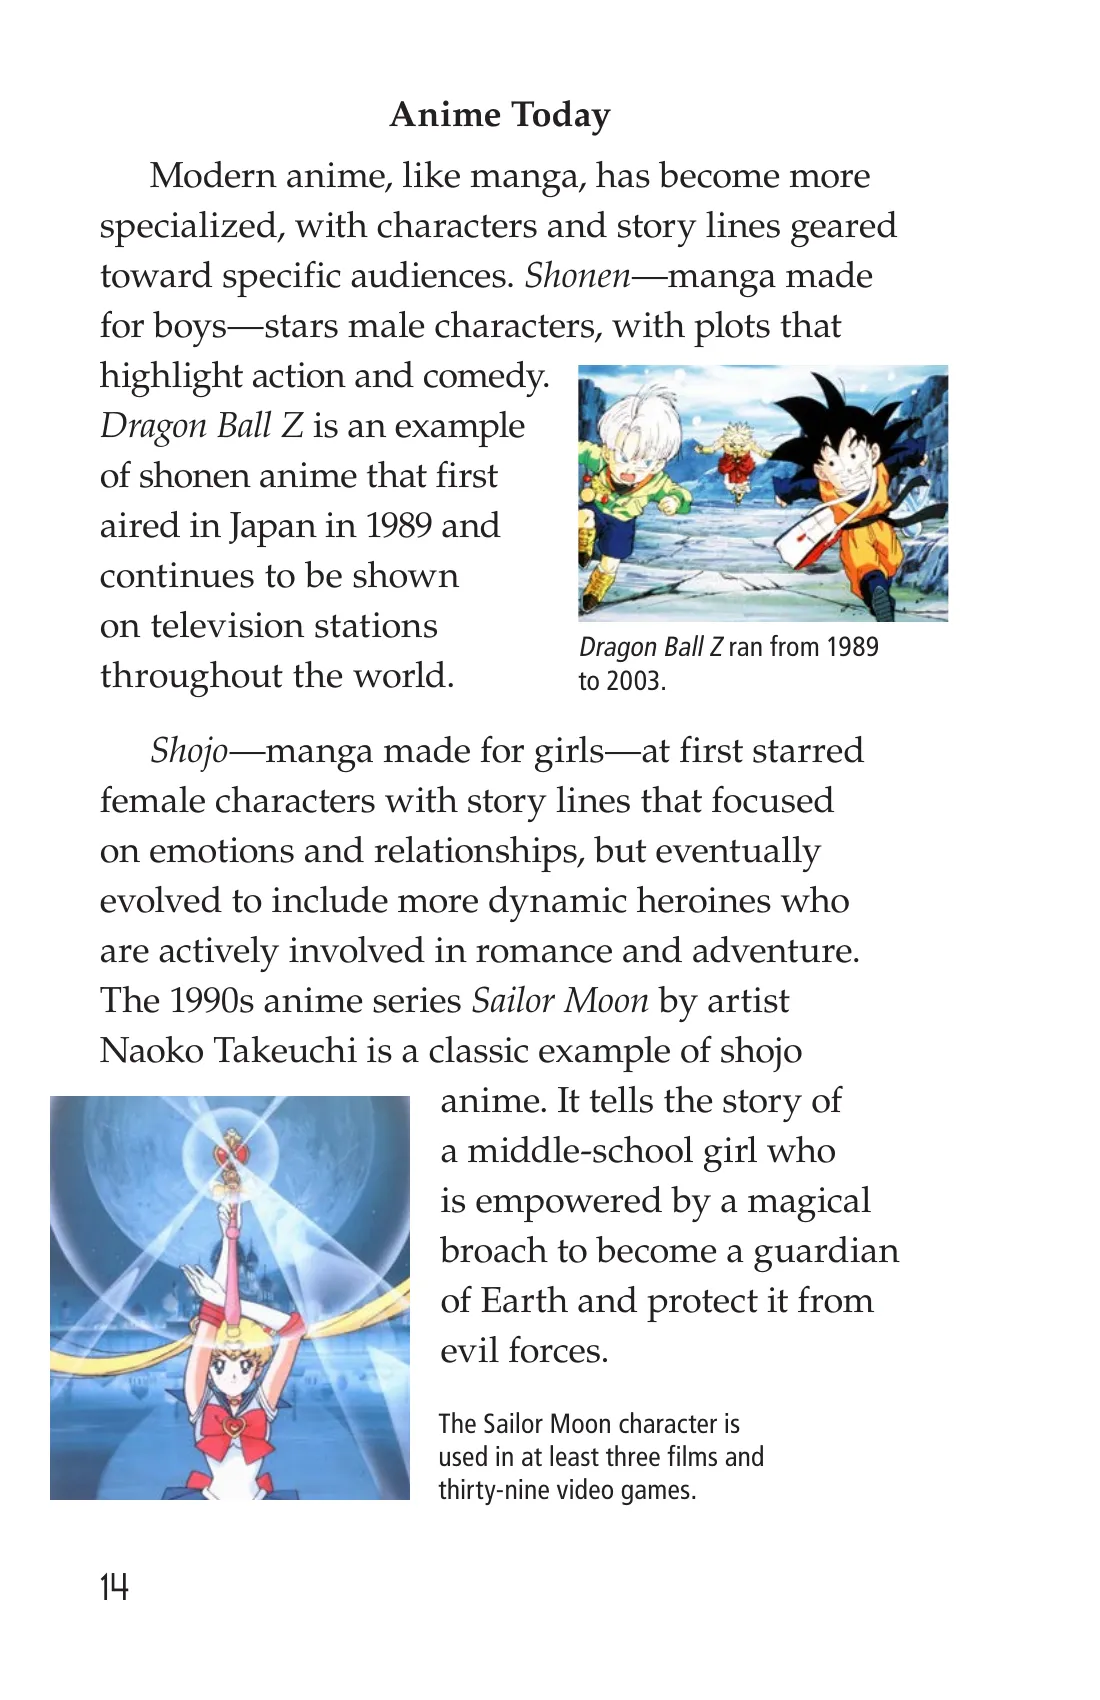 Anime Today
Modern anime, like manga, has become more
specialized, with characters and story lines geared
toward specific audiences. Shonen—manga made
for boys—stars male characters, with plots that
highlight action and comedy.
Dragon Ball Z is an example
of shonen anime that first
aired in Japan in 1989 and
continues to be shown
on television stations
throughout the world.
Dragon Ball Z ran from 1989
to 2003.
Shojo—manga made for girls—at first starred
female characters with story lines that focused
on emotions and relationships, but eventually
evolved to include more dynamic heroines who
are actively involved in romance and adventure.
The 1990s anime series Sailor Moon by artist
Naoko Takeuchi is a classic example of shojo
anime. It tells the story of
a middle-school girl who
is empowered by a magical
broach to become a guardian
of Earth and protect it from
evil forces.
The Sailor Moon character is
used in at least three films and
thirty-nine video games.
14